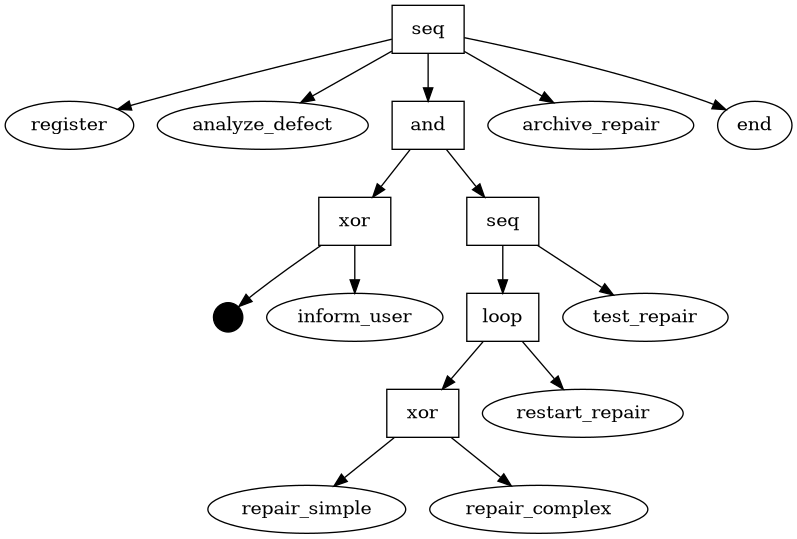 seq
register
analyze_defect
and
archive_repair
end
xor
seq
inform_user
loop
test_repair
xor
restart_repair
repair_simple
repair_complex